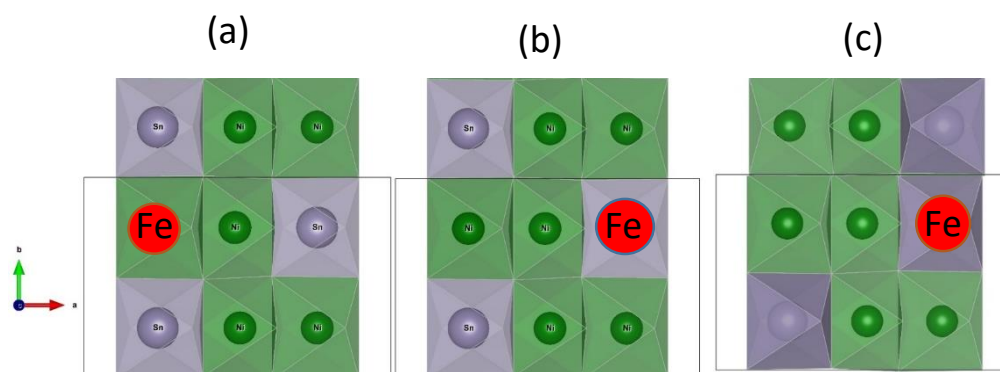 (a) (b) (c)
Sn Ni Ni Sn Ni Ni
Fe Ni Sn Ni Ni Fe Fe
b
a
Sn Ni Ni Sn Ni Ni